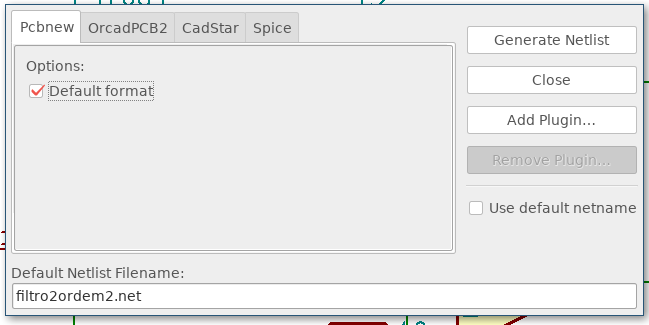 Pcbnew OrcadPCB2 CadStar Spice
Options:
Default format
Generate Netlist
Close
Add Plugin...
Remove Plugin...
Use default netname
Default Netlist Filename:
filtro2ordem2.net